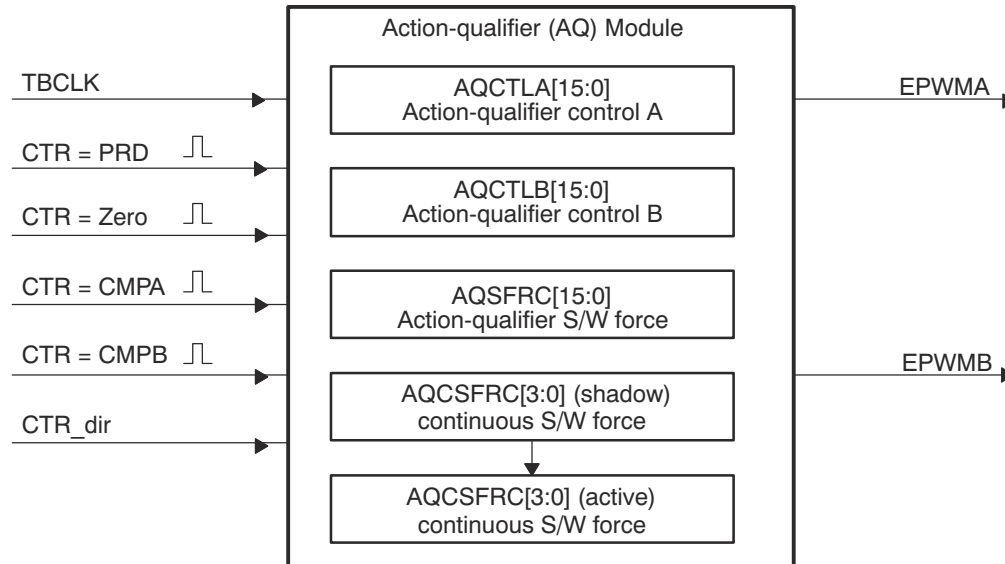 Action-qualifier (AQ) Module
TBCLK
CTR = PRD
CTR = Zero
CTR = CMPA
CTR = CMPB
CTR_dir
AQCTLA[15:0]
Action-qualifier control A
AQCTLB[15:0]
Action-qualifier control B
AQSFRC[15:0]
Action-qualifier S/W force
AQCSFRC[3:0] (shadow)
continuous S/W force
AQCSFRC[3:0] (active)
continuous S/W force
EPWMA
EPWMB